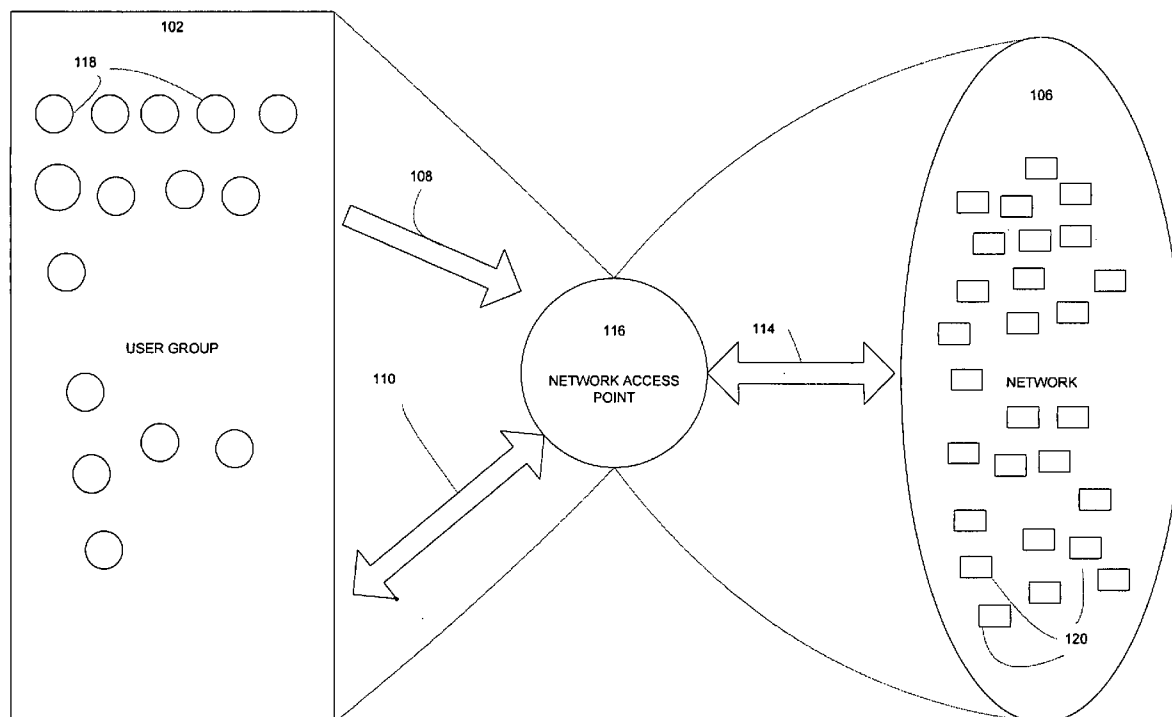 102
118
106
108
116
NETWORK ACCESS
POINT
114
USER GROUP
110
NETWORK
120